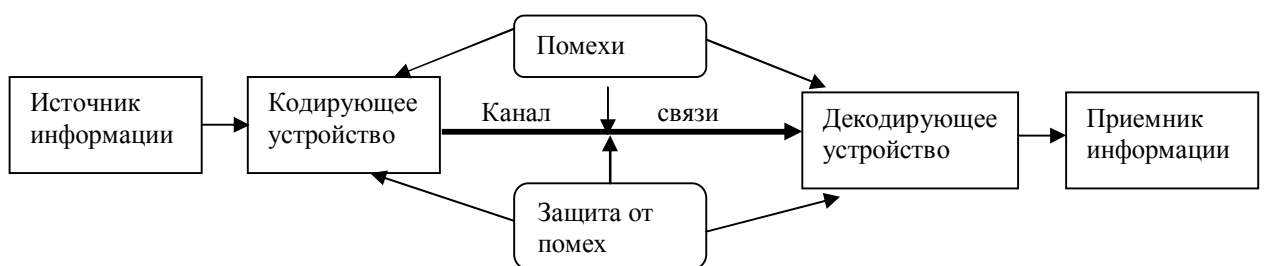 Помехи
Источник
информации
Кодирующее
устройство
Канал связи
Декодирующее
устройство
Приемник
информации
Защита от
помех